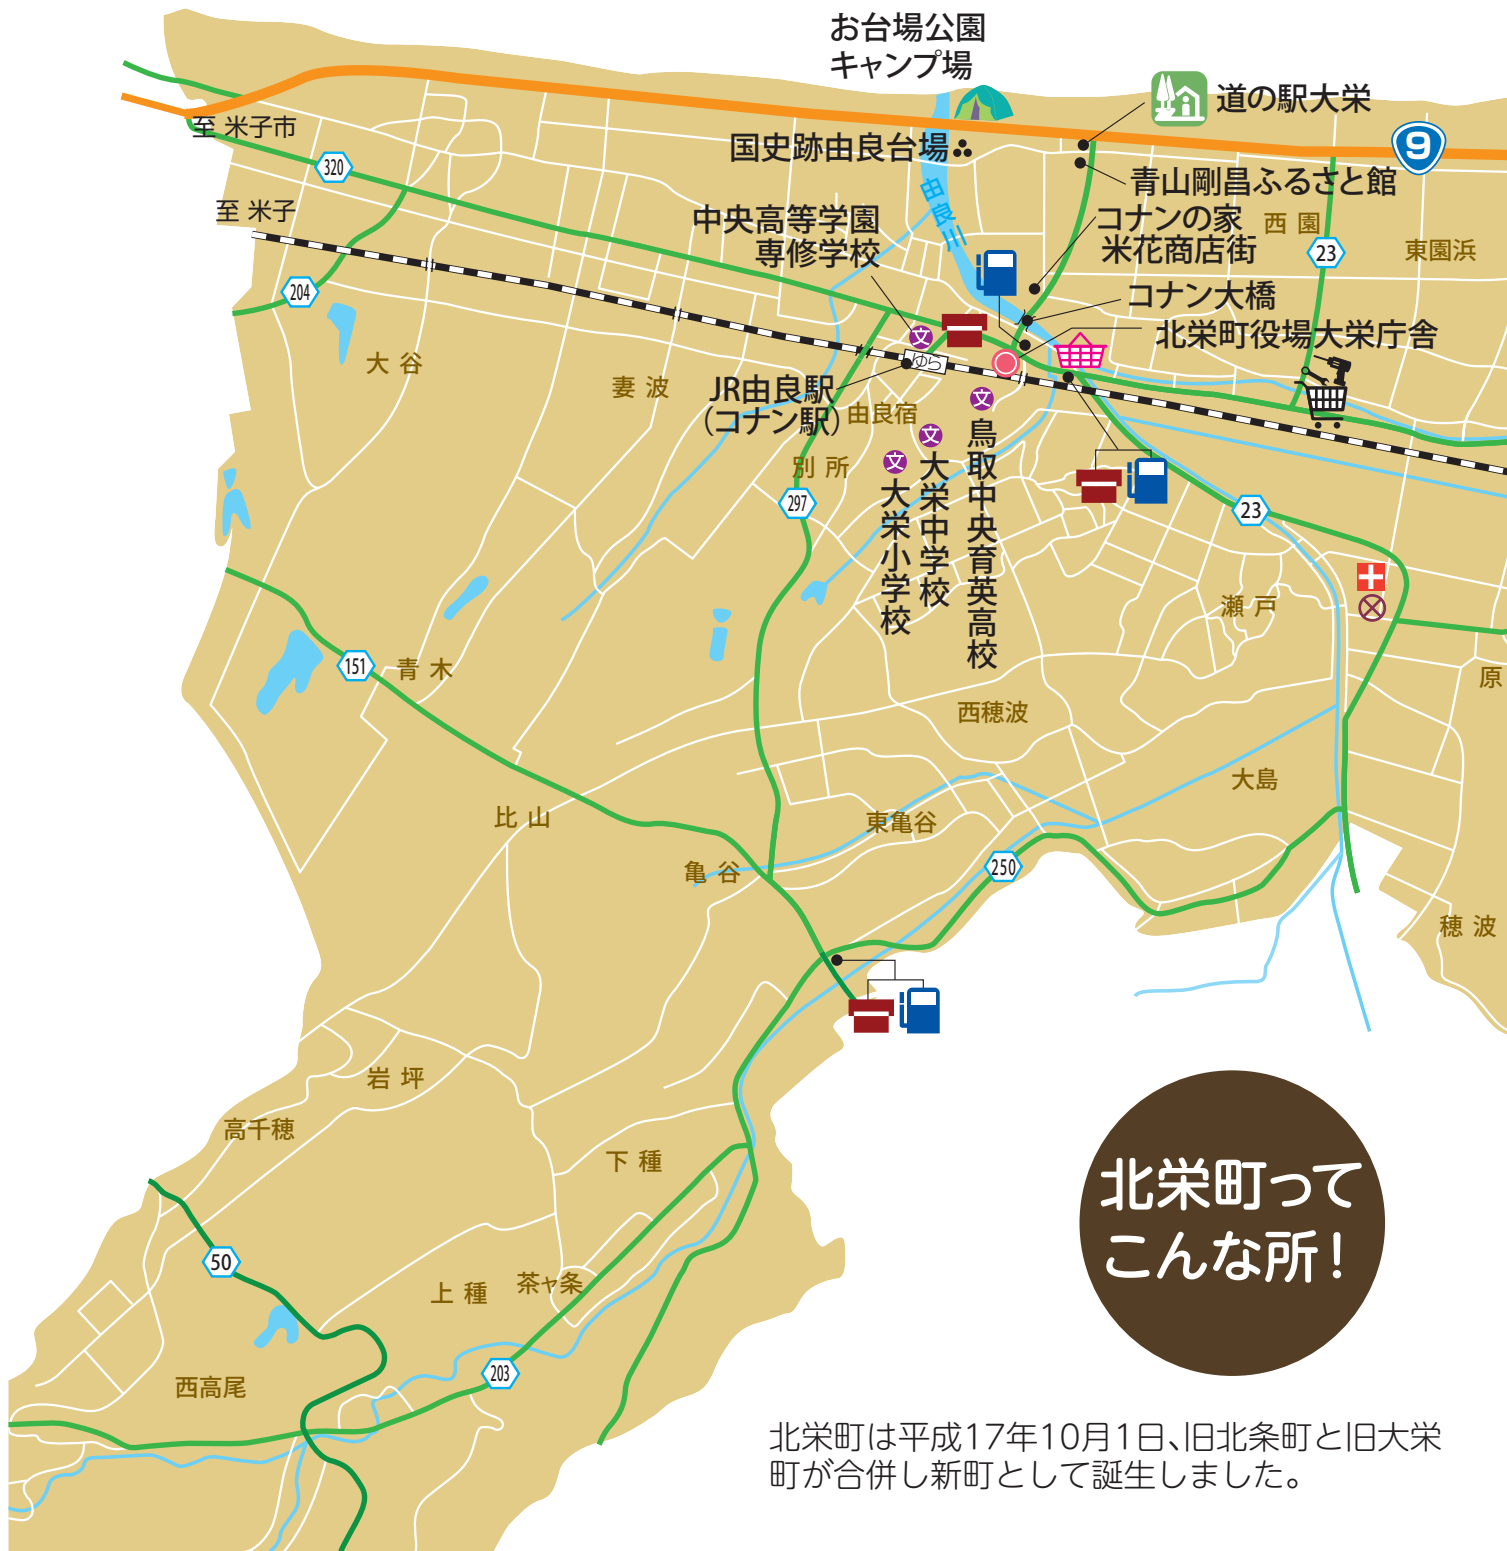 お台場公園
キャンプ場
道の駅大栄
至 米子市
国史跡由良台場
9
320
青山剛昌ふるさと館
由良川
至 米子
中央高等学園
専修学校
コナンの家
米花商店街
西園
23
東園浜
204
コナン大橋
北栄町役場大栄庁舎
文
ゆら
大谷
妻波
JR由良駅
(コナン駅)
由良宿
文
文
文
鳥取中央育英高校
大栄中学校
大栄小学校
別所
297
23
瀬戸
151
青木
原
西穂波
大島
比山
東亀谷
亀谷
250
穂波
岩坪
高千穂
下種
北栄町って
こんな所!
50
上種
茶ヤ条
203
西高尾
北栄町は平成17年10月1日、旧北条町と旧大栄
町が合併し新町として誕生しました。